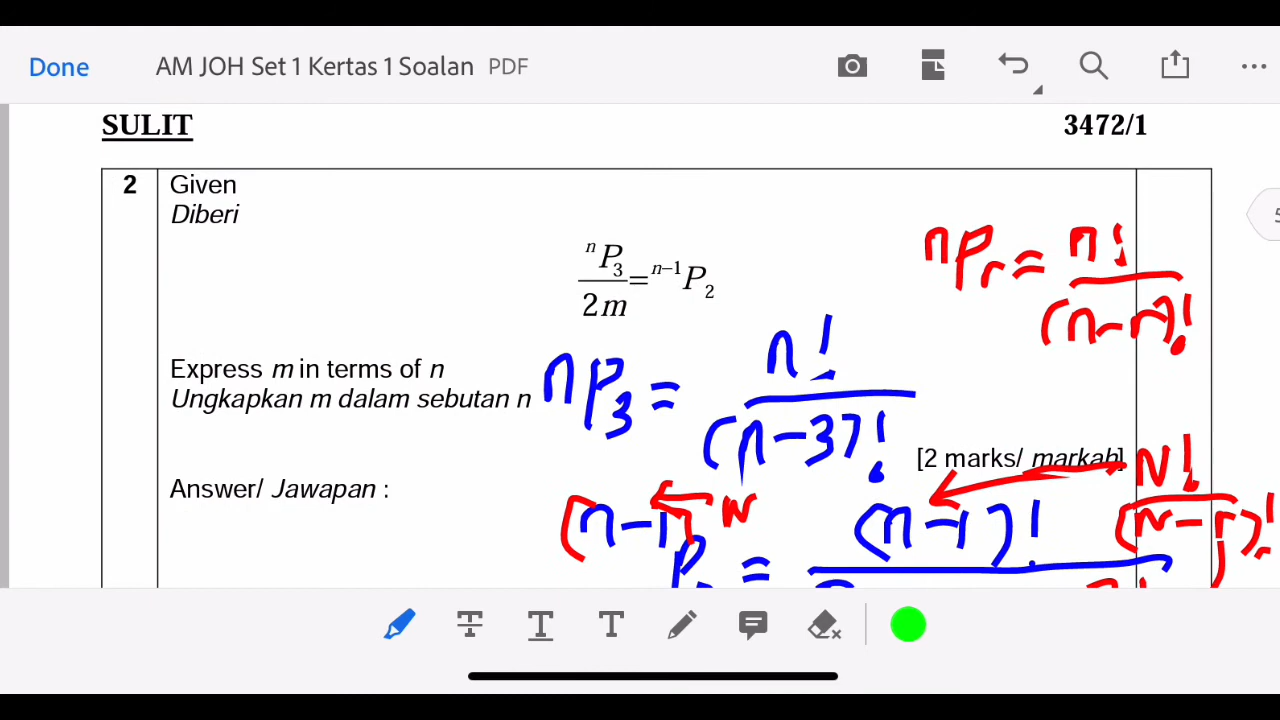 Done AM JOH Set 1 Kertas 1 Soalan PDF
SULIT 3472/1
2 Given
Diberi
ⁿP₃ / 2m = ⁿ⁻¹P₂
nPr = n! / (n-r)!
Express m in terms of n
Ungkapkan m dalam sebutan n
nP₃ = n! / (n-3)!
[2 marks/ markah]
Answer/ Jawapan :
N! / (N-r)!
(n-1) N
P = (n-1)!